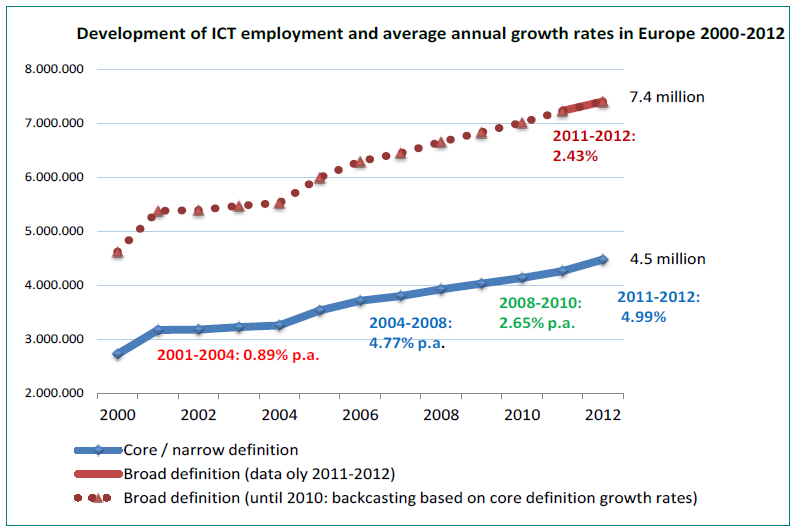 Development of ICT employment and average annual growth rates in Europe 2000-2012
8.000.000
7.000.000
6.000.000
5.000.000
4.000.000
3.000.000
2.000.000
7.4 million
2011-2012:
2.43%
4.5 million
2011-2012:
4.99%
2008-2010:
2.65% p.a.
2004-2008:
4.77% p.a.
2001-2004: 0.89% p.a.
2000
2002
2004
2006
2008
2010
2012
Core / narrow definition
Broad definition (data oly 2011-2012)
Broad definition (until 2010: backcasting based on core definition growth rates)